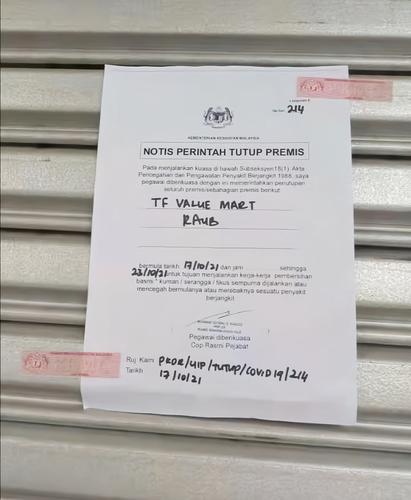 214
KEMENTERIAN KESIHATAN MALAYSIA
NOTIS PERINTAH TUTUP PREMIS
Pada menjalankan kuasa di bawah Subseksyen 18(1) Akta
Pencegahan dan Pengawalan Penyakit Berjangkit 1988, saya
pegawai diberikuasa dengan ini memerintahkan penutupan
seluruh premis/sebahagian premis berikut
TF VALUE MART
RAUB
bermula tarikh: 17/10/21 dan jam sehingga
23/10/21 untuk tujuan menjalankan kerja-kerja pembersihan
basmi * kuman / serangga / tikus sempurna dijalankan atau
mencegah bermulanya atau merebaknya sesuatu penyakit
berjangkit
Pegawai diberikuasa
Cop Rasmi Pejabat
Ruj. Kami PKDR/UIP/TUTUP/COVID19/214
Tarikh 17/10/21